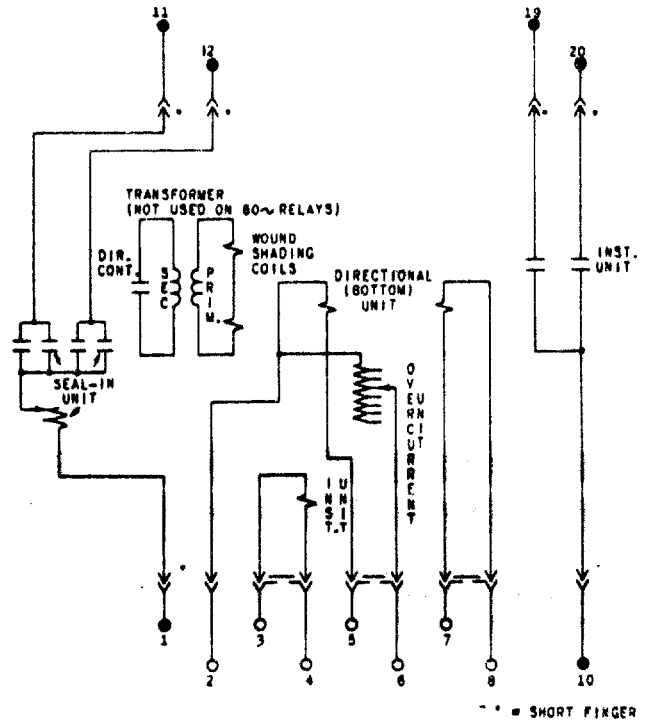 11
12
19
20
TRANSFORMER
(NOT USED ON 60~ RELAYS)
DIR.
CONT.
SEC
PRIM.
WOUND
SHADING
COILS
DIRECTIONAL
(BOTTOM)
UNIT
INST.
UNIT
SEAL-IN
UNIT
OVERCURRENT
UNIT
INST.
UNIT
1
2
3
4
5
6
7
8
10
* = SHORT FINGER